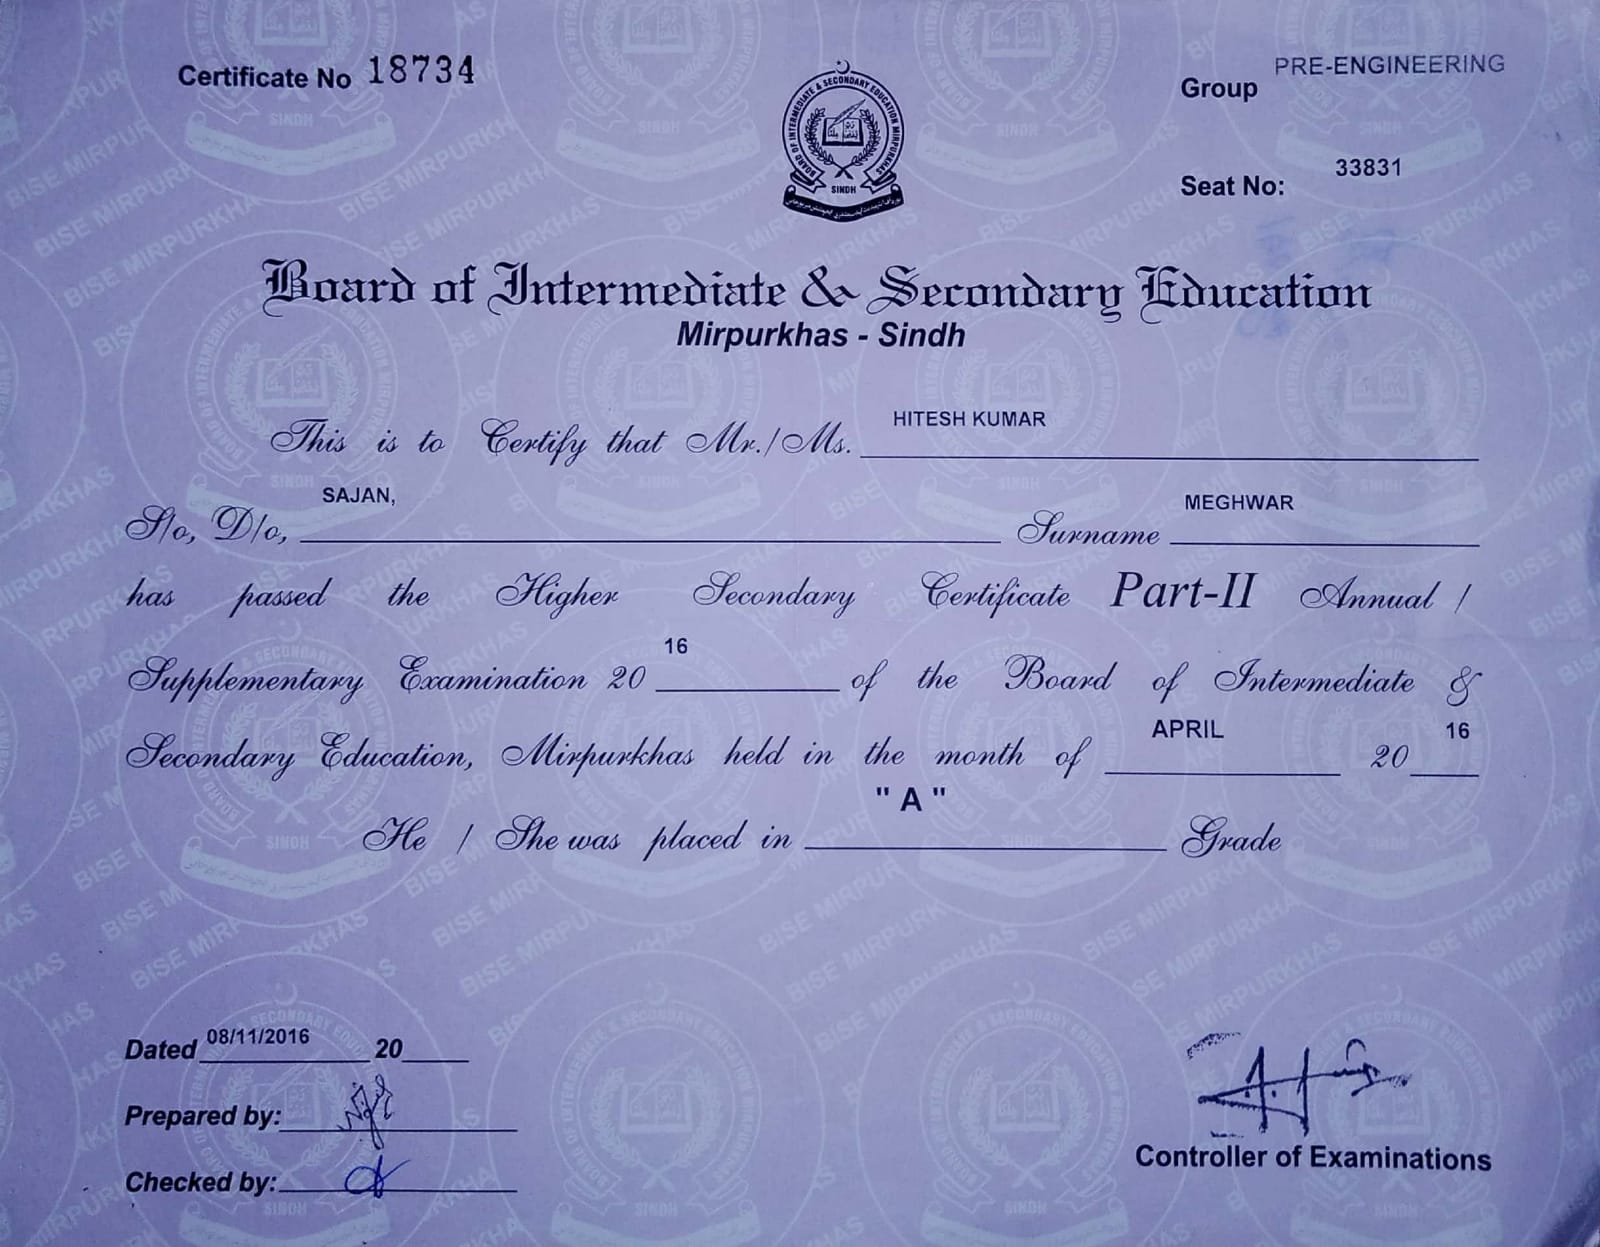 Certificate No 18734
Group PRE-ENGINEERING
BOARD OF INTERMEDIATE & SECONDARY EDUCATION MIRPURKHAS
SINDH
Seat No: 33831
Board of Intermediate & Secondary Education
Mirpurkhas - Sindh
This is to Certify that Mr./Ms. HITESH KUMAR
S/o, D/o, SAJAN, Surname MEGHWAR
has passed the Higher Secondary Certificate Part-II Annual /
Supplementary Examination 20 16 of the Board of Intermediate &
Secondary Education, Mirpurkhas held in the month of APRIL 20 16
He / She was placed in " A " Grade
Dated 08/11/2016 20
Prepared by:
Checked by:
Controller of Examinations